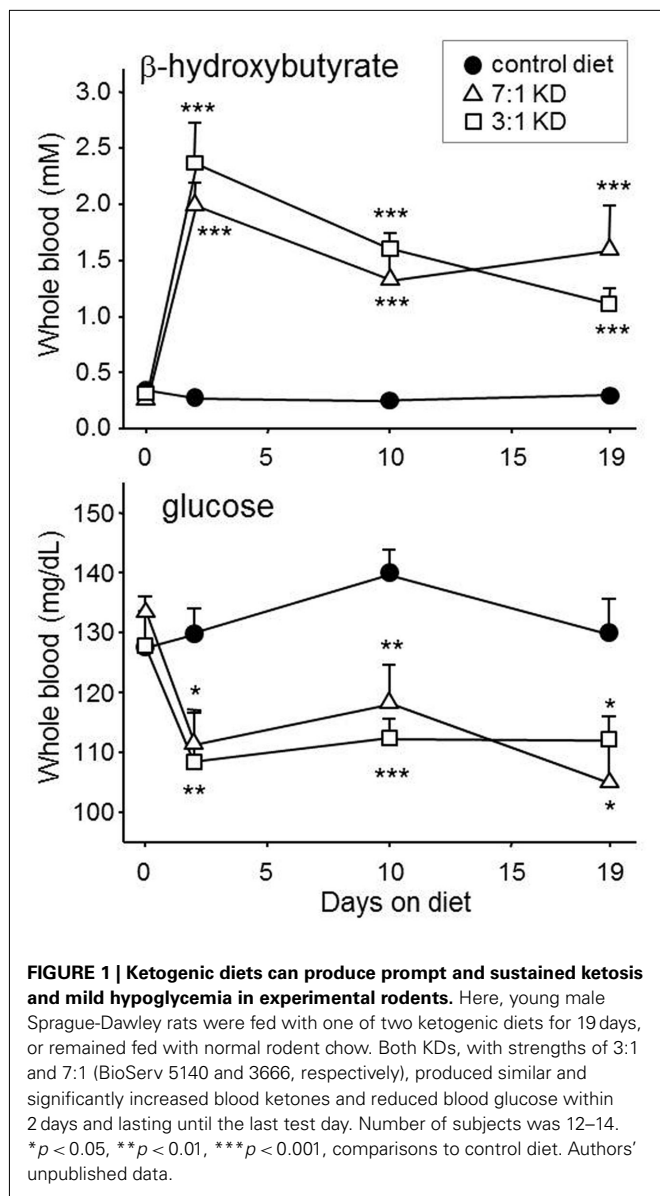 β-hydroxybutyrate
control diet
7:1 KD
3:1 KD
Whole blood (mM)
3.0
2.5
2.0
1.5
1.0
0.5
0.0
***
***
***
***
***
***
0 5 10 15 19
glucose
Whole blood (mg/dL)
150
140
130
120
110
100
*
**
**
***
*
*
0 5 10 15 19
Days on diet
FIGURE 1 | Ketogenic diets can produce prompt and sustained ketosis
and mild hypoglycemia in experimental rodents. Here, young male
Sprague-Dawley rats were fed with one of two ketogenic diets for 19 days,
or remained fed with normal rodent chow. Both KDs, with strengths of 3:1
and 7:1 (BioServ 5140 and 3666, respectively), produced similar and
significantly increased blood ketones and reduced blood glucose within
2 days and lasting until the last test day. Number of subjects was 12–14.
*p < 0.05, **p < 0.01, ***p < 0.001, comparisons to control diet. Authors'
unpublished data.